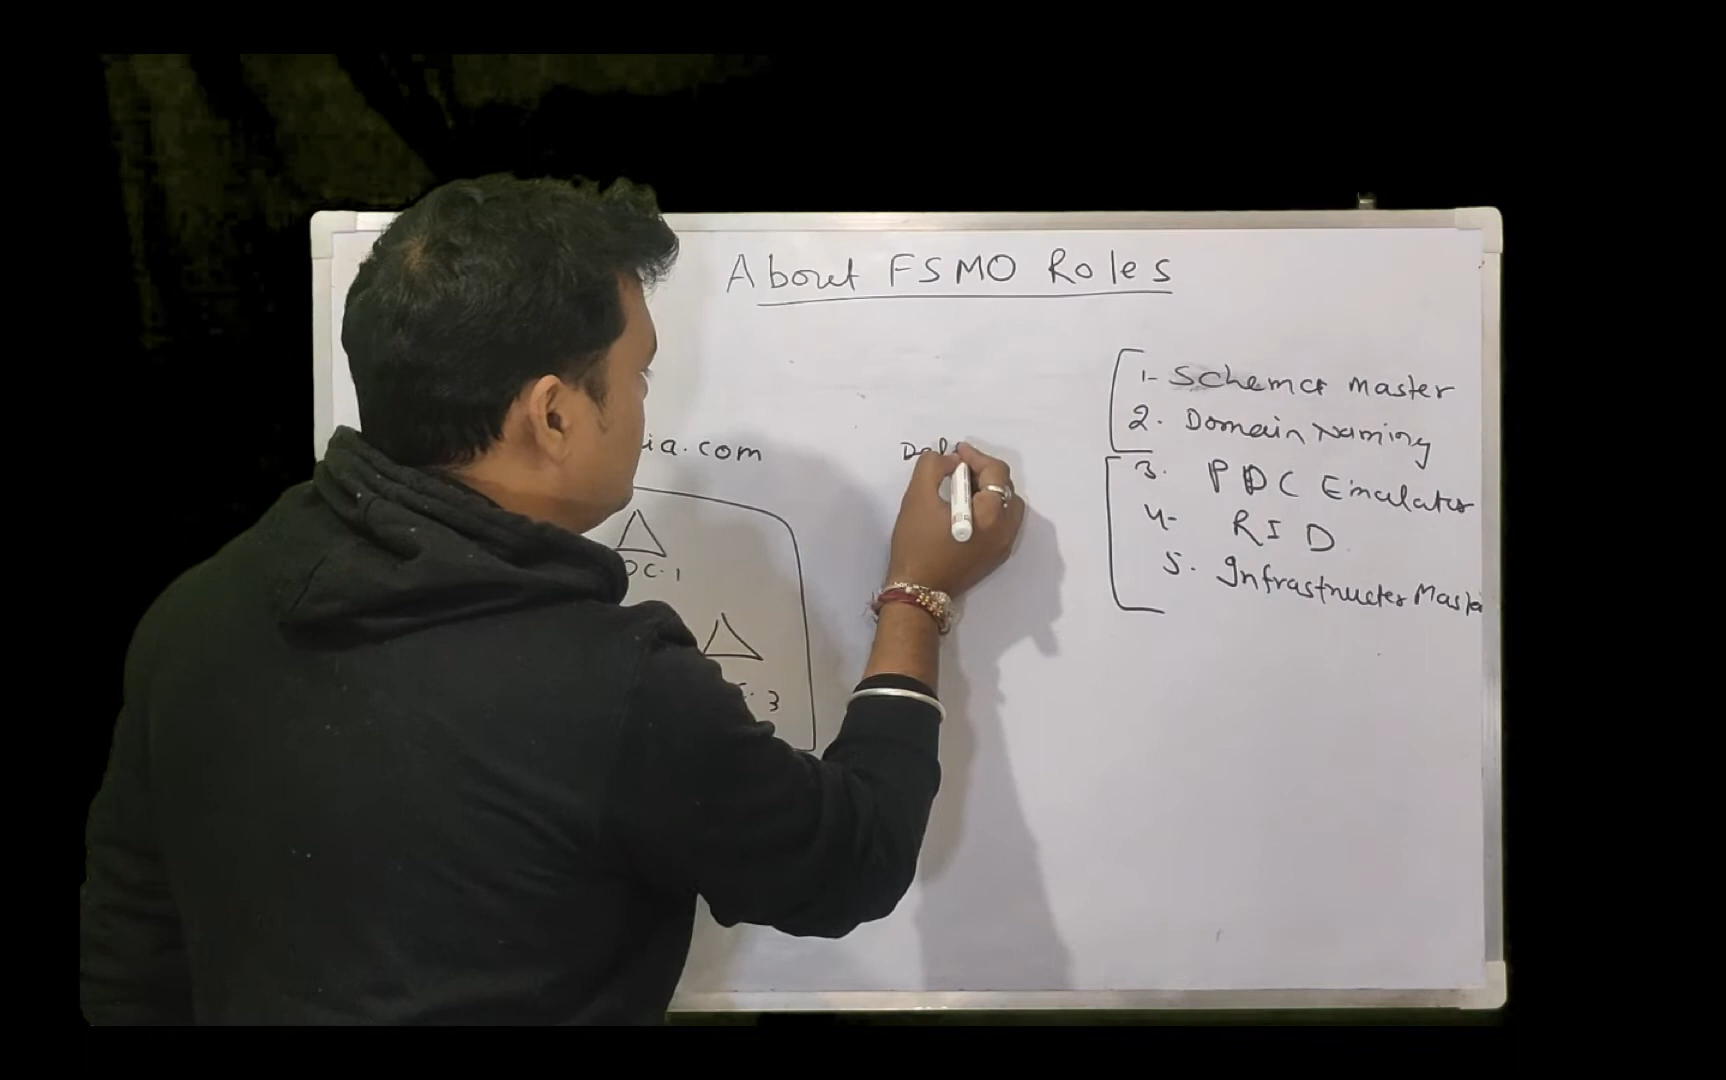 About FSMO Roles
1- Schema Master
2. Domain Naming
3. PDC Emulator
4- RID
5. Infrastructer Master
ia.com
DC-1
3